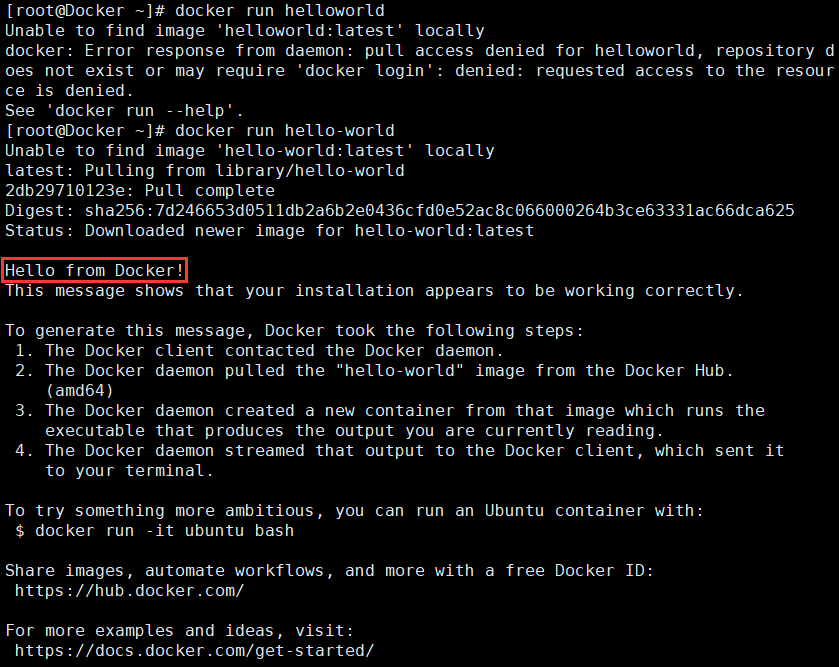 [root@Docker ~]# docker run helloworld
Unable to find image 'helloworld:latest' locally
docker: Error response from daemon: pull access denied for helloworld, repository d
oes not exist or may require 'docker login': denied: requested access to the resour
ce is denied.
See 'docker run --help'.
[root@Docker ~]# docker run hello-world
Unable to find image 'hello-world:latest' locally
latest: Pulling from library/hello-world
2db29710123e: Pull complete
Digest: sha256:7d246653d0511db2a6b2e0436cfd0e52ac8c066000264b3ce63331ac66dca625
Status: Downloaded newer image for hello-world:latest

Hello from Docker!
This message shows that your installation appears to be working correctly.

To generate this message, Docker took the following steps:
 1. The Docker client contacted the Docker daemon.
 2. The Docker daemon pulled the "hello-world" image from the Docker Hub.
    (amd64)
 3. The Docker daemon created a new container from that image which runs the
    executable that produces the output you are currently reading.
 4. The Docker daemon streamed that output to the Docker client, which sent it
    to your terminal.

To try something more ambitious, you can run an Ubuntu container with:
 $ docker run -it ubuntu bash

Share images, automate workflows, and more with a free Docker ID:
 https://hub.docker.com/

For more examples and ideas, visit:
 https://docs.docker.com/get-started/